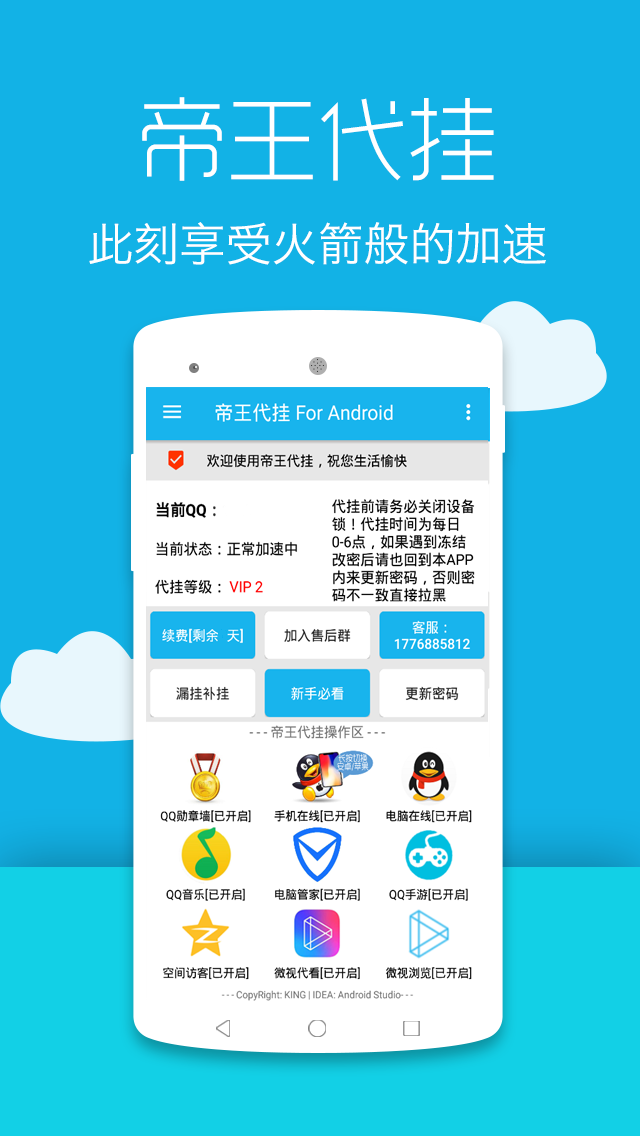 帝王代挂
此刻享受火箭般的加速
帝王代挂 For Android
欢迎使用帝王代挂，祝您生活愉快
当前QQ：
当前状态：正常加速中
代挂等级：VIP 2
代挂前请务必关闭设备
锁！代挂时间为每日
0-6点，如果遇到冻结
改密后请也回到本APP
内来更新密码，否则密
码不一致直接拉黑
续费[剩余 天]
加入售后群
客服：
1776885812
漏挂补挂
新手必看
更新密码
---帝王代挂操作区---
长按切换
安卓/苹果
QQ勋章墙[已开启]
手机在线[已开启]
电脑在线[已开启]
QQ音乐[已开启]
电脑管家[已开启]
QQ手游[已开启]
空间访客[已开启]
微视代看[已开启]
微视浏览[已开启]
---CopyRight: KING | IDEA: Android Studio---